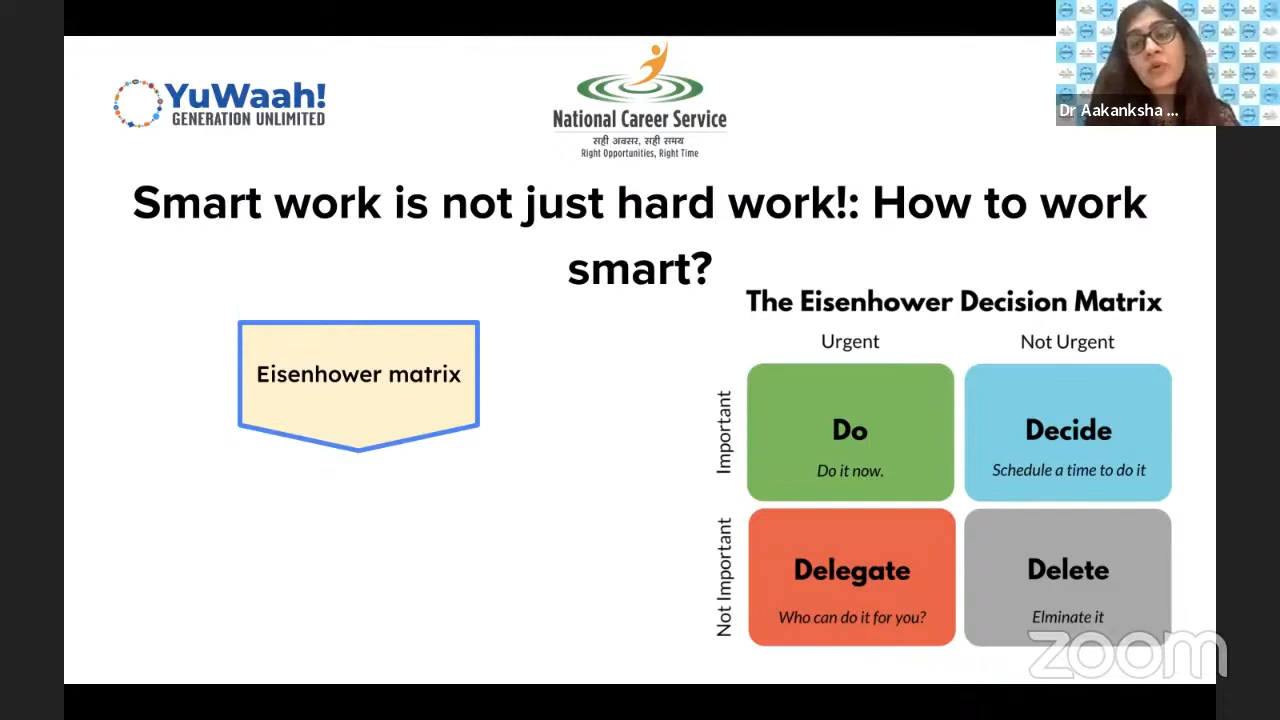 YuWaah!
GENERATION UNLIMITED
National Career Service
सही अवसर, सही समय
Right Opportunities, Right Time
Dr Aakanksha ...
Smart work is not just hard work!: How to work
smart?
Eisenhower matrix
The Eisenhower Decision Matrix
Urgent
Not Urgent
Important
Do
Do it now.
Decide
Schedule a time to do it
Not Important
Delegate
Who can do it for you?
Delete
Elminate it
zoom